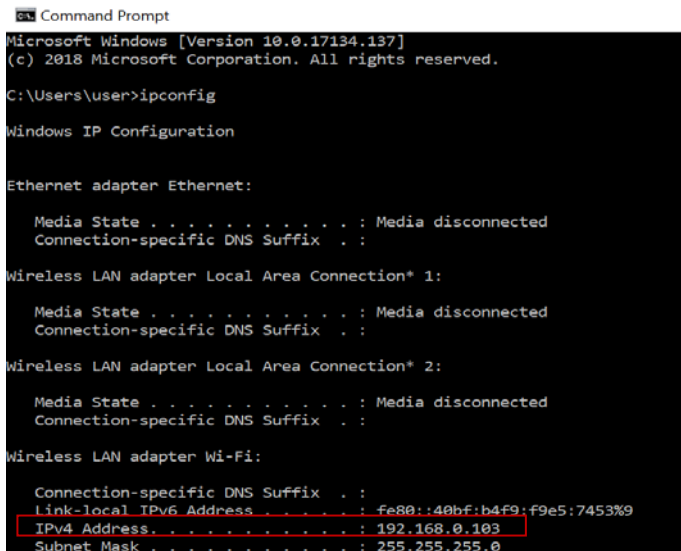 Command Prompt
Microsoft Windows [Version 10.0.17134.137]
(c) 2018 Microsoft Corporation. All rights reserved.
C:\Users\user>ipconfig
Windows IP Configuration
Ethernet adapter Ethernet:
Media State . . . . . . . . . . . : Media disconnected
Connection-specific DNS Suffix  . :
Wireless LAN adapter Local Area Connection* 1:
Media State . . . . . . . . . . . : Media disconnected
Connection-specific DNS Suffix  . :
Wireless LAN adapter Local Area Connection* 2:
Media State . . . . . . . . . . . : Media disconnected
Connection-specific DNS Suffix  . :
Wireless LAN adapter Wi-Fi:
Connection-specific DNS Suffix  . :
Link-local IPv6 Address . . . . . : fe80::40bf:b4f9:f9e5:7453%9
IPv4 Address. . . . . . . . . . . : 192.168.0.103
Subnet Mask . . . . . . . . . . . : 255.255.255.0